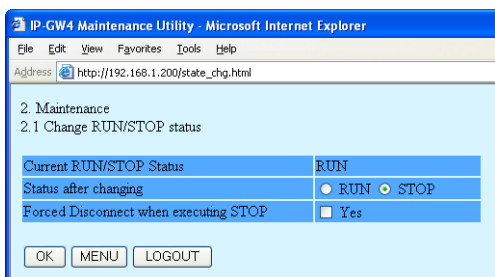 IP-GW4 Maintenance Utility - Microsoft Internet Explorer
File Edit View Favorites Tools Help
Address http://192.168.1.200/state_chg.html
2. Maintenance
2.1 Change RUN/STOP status
Current RUN/STOP Status RUN
Status after changing RUN STOP
Forced Disconnect when executing STOP Yes
OK MENU LOGOUT